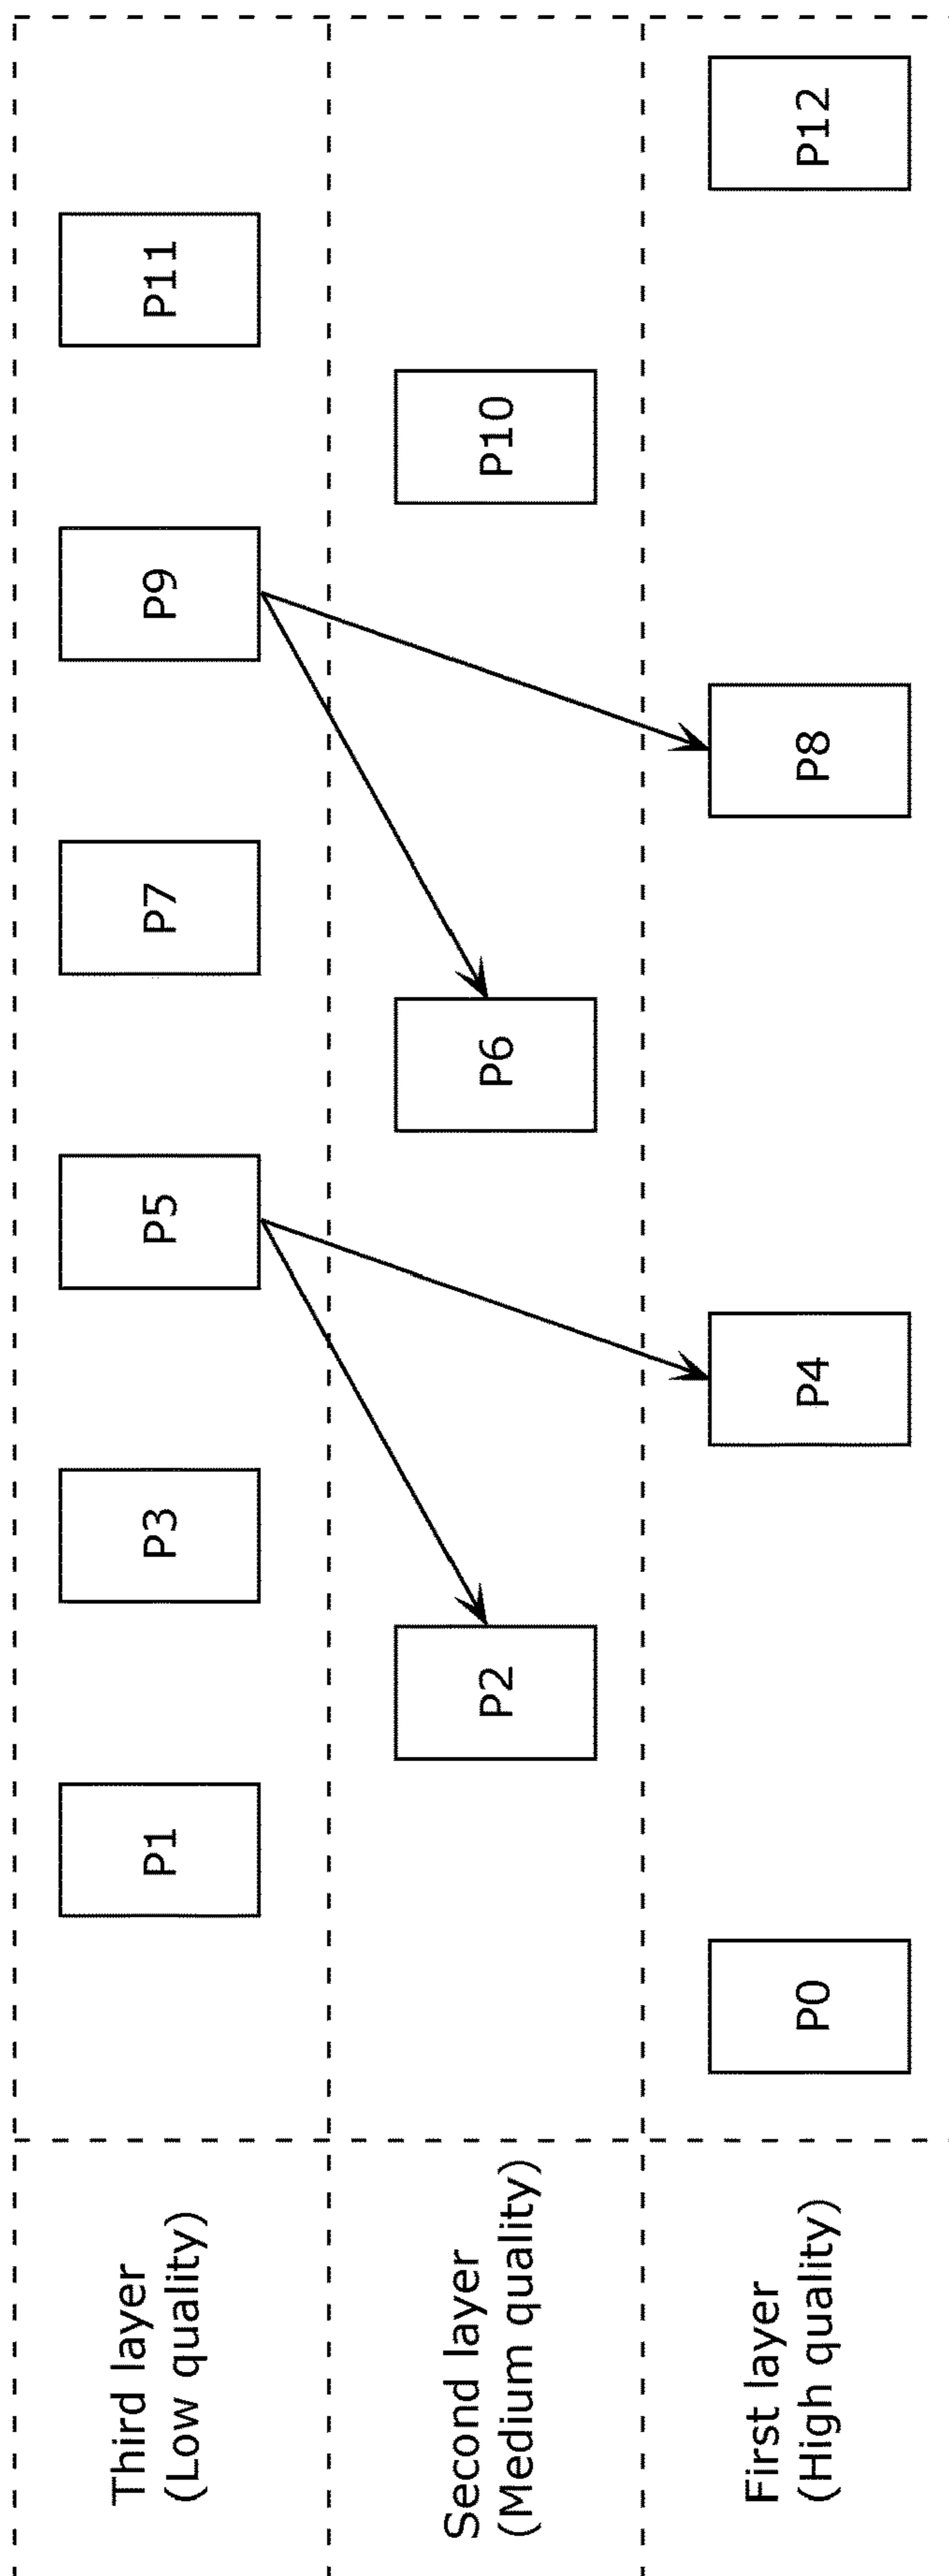 Third layer
(Low quality)
P1
P3
P5
P7
P9
P11
Second layer
(Medium quality)
P2
P6
P10
First layer
(High quality)
P0
P4
P8
P12